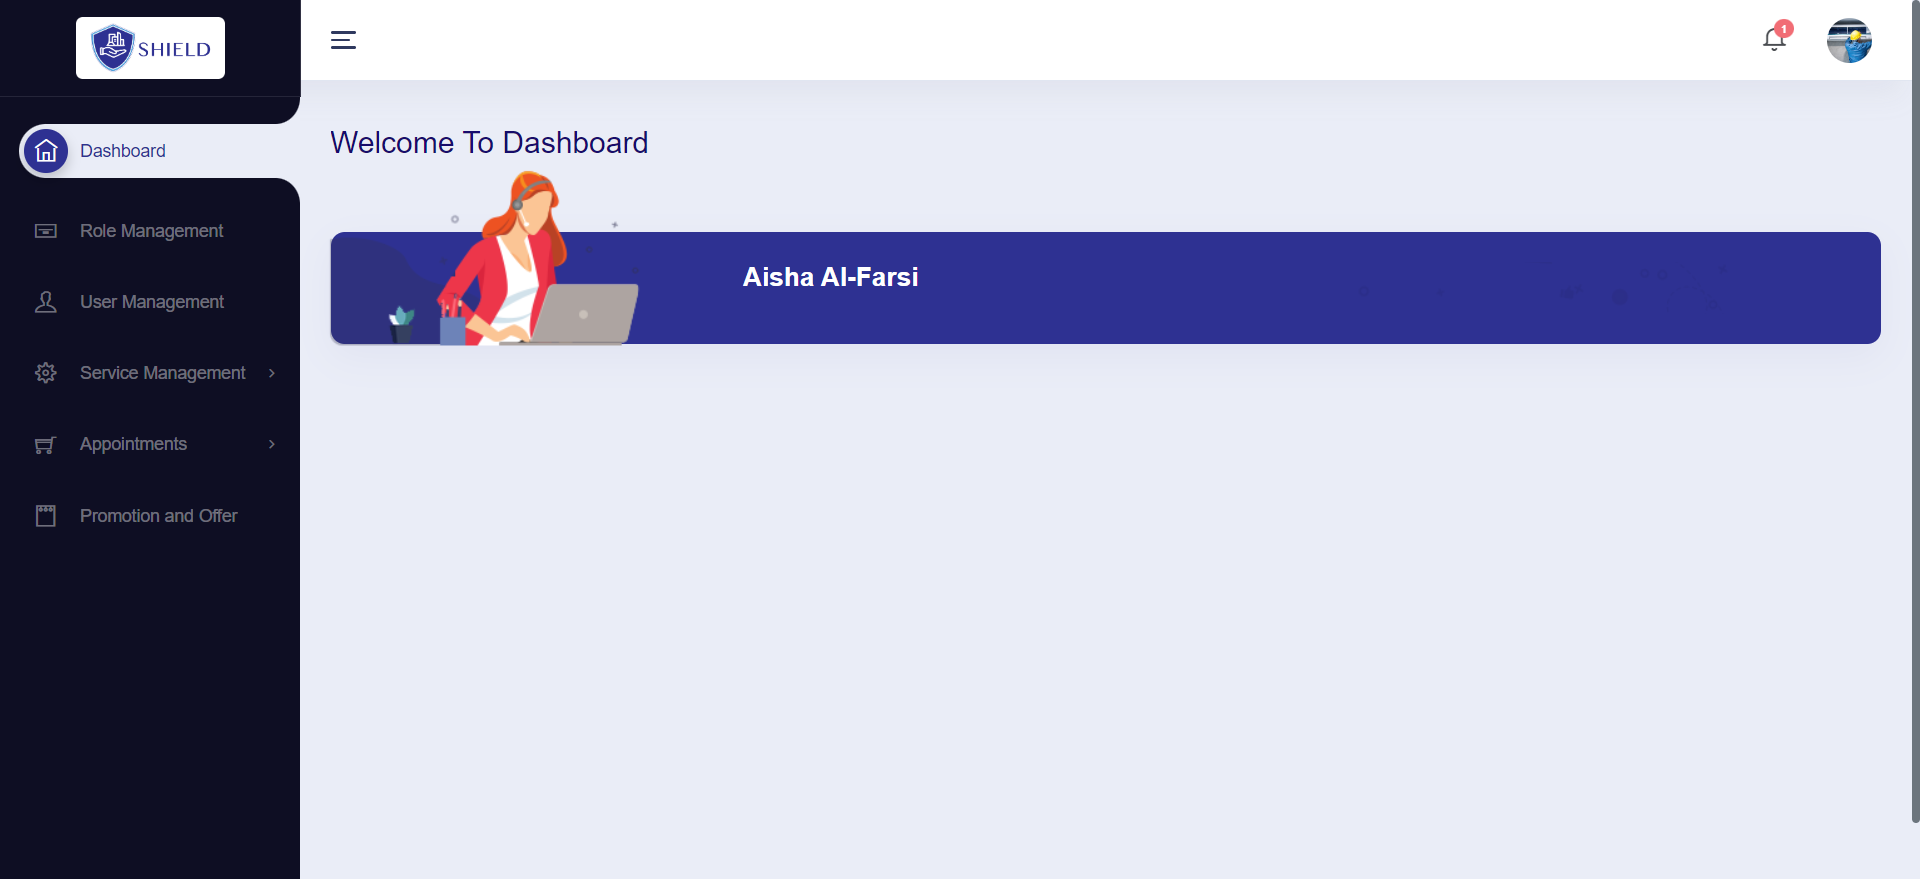 SHIELD
1
Dashboard
Role Management
User Management
Service Management
Appointments
Promotion and Offer
Welcome To Dashboard
Aisha Al-Farsi